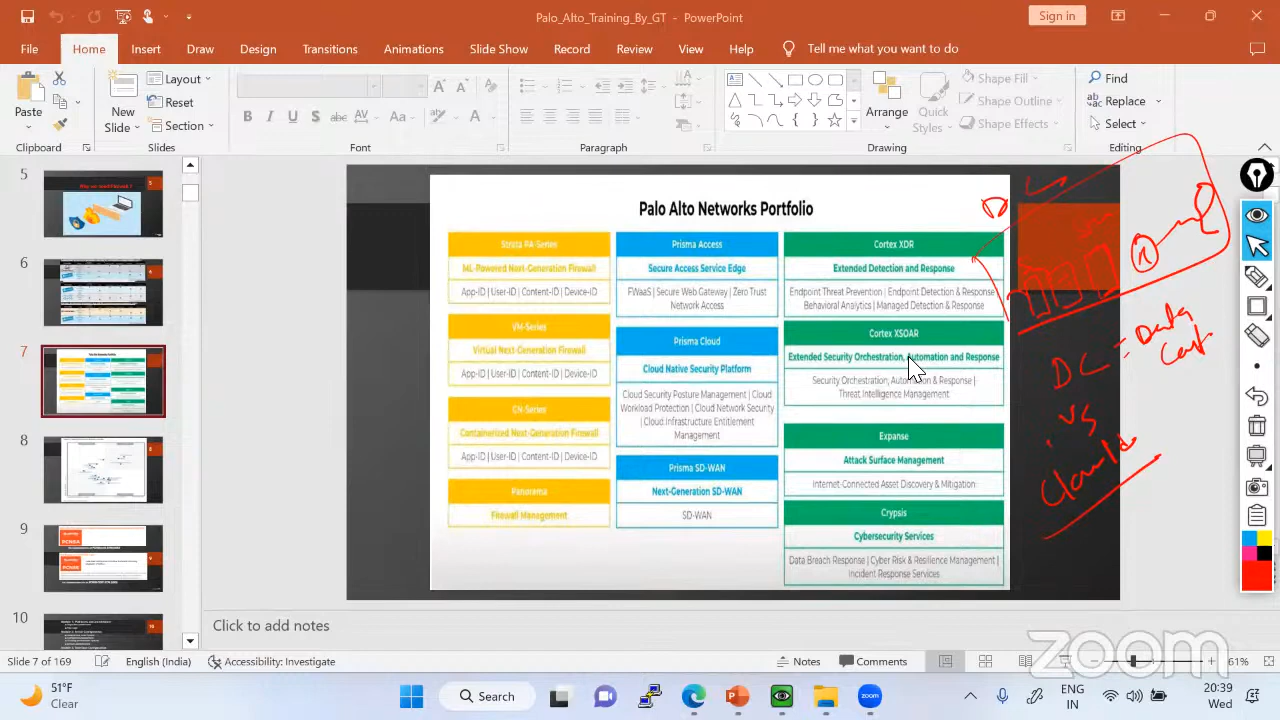 Palo_Alto_Training_By_GT - PowerPoint
Sign in
File Home Insert Draw Design Transitions Animations Slide Show Record Review View Help Tell me what you want to do
Paste
Clipboard
New Slide
Layout
Reset
Section
Slides
Font
Paragraph
Arrange
Quick Styles
Shape Fill
Shape Outline
Shape Effects
Drawing
Find
Replace
Select
Editing
5
6
8
9
10
Palo Alto Networks Portfolio
Strata PA-Series
ML-Powered Next-Generation Firewall
App-ID | User-ID | Content-ID | Device-ID
VM-Series
Virtual Next-Generation Firewall
App-ID | User-ID | Content-ID | Device-ID
CN-Series
Containerized Next-Generation Firewall
App-ID | User-ID | Content-ID | Device-ID
Panorama
Firewall Management
Prisma Access
Secure Access Service Edge
FWaaS | Secure Web Gateway | Zero Trust
Network Access
Prisma Cloud
Cloud Native Security Platform
Cloud Security Posture Management | Cloud
Workload Protection | Cloud Network Security
| Cloud Infrastructure Entitlement
Management
Prisma SD-WAN
Next-Generation SD-WAN
SD-WAN
Cortex XDR
Extended Detection and Response
Endpoint Threat Prevention | Endpoint Detection & Response
Behavioral Analytics | Managed Detection & Response
Cortex XSOAR
Extended Security Orchestration, Automation and Response
Security Orchestration, Automation & Response |
Threat Intelligence Management
Expanse
Attack Surface Management
Internet-Connected Asset Discovery & Mitigation
Crypsis
Cybersecurity Services
Data Breach Response | Cyber Risk & Resilience Management |
Incident Response Services
DC = Data
vs
Click to add notes
zoom
Slide 7 of 169 English (India) Accessibility: Investigate Notes Comments 61%
51°F
Clear
Search
ENG
IN
20:39
Wed